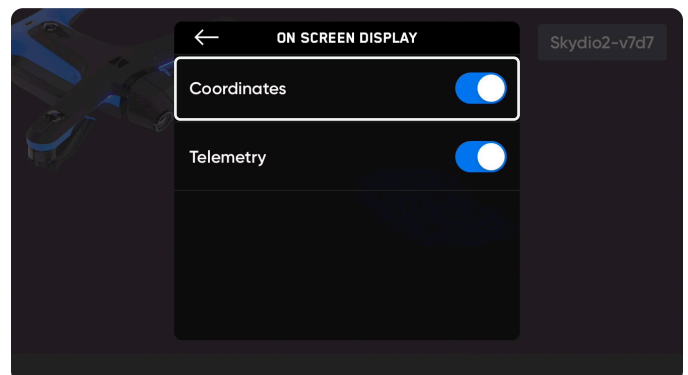 ON SCREEN DISPLAY
Skydio2-v7d7
Coordinates
Telemetry